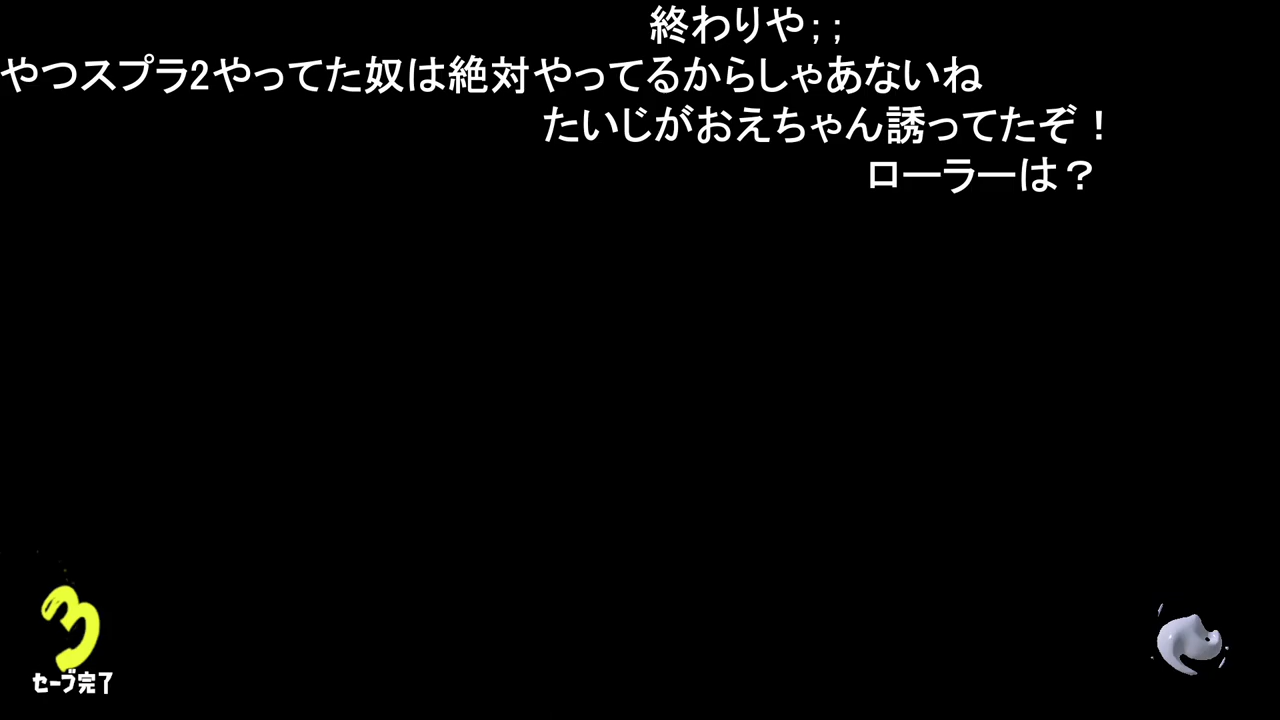 終わりや;;
やつスプラ2やってた奴は絶対やってるからしゃあないね
たいじがおえちゃん誘ってたぞ！
ローラーは？
3
セーブ完了